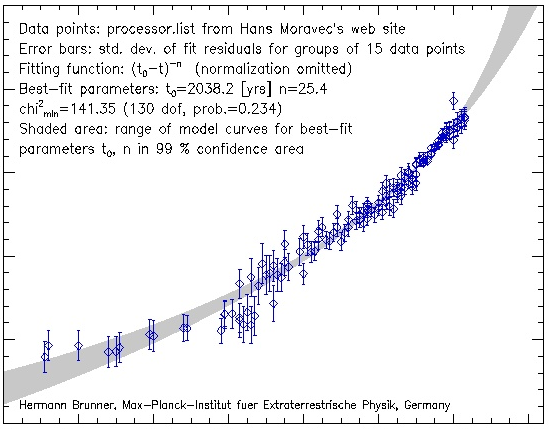 Data points: processor.list from Hans Moravec's web site
Error bars: std. dev. of fit residuals for groups of 15 data points
Fitting function: (t₀-t)⁻ⁿ (normalization omitted)
Best-fit parameters: t₀=2038.2 [yrs] n=25.4
chi²ₘᵢₙ=141.35 (130 dof, prob.=0.234)
Shaded area: range of model curves for best-fit
parameters t₀, n in 99 % confidence area
Hermann Brunner, Max-Planck-Institut fuer Extraterrestrische Physik, Germany